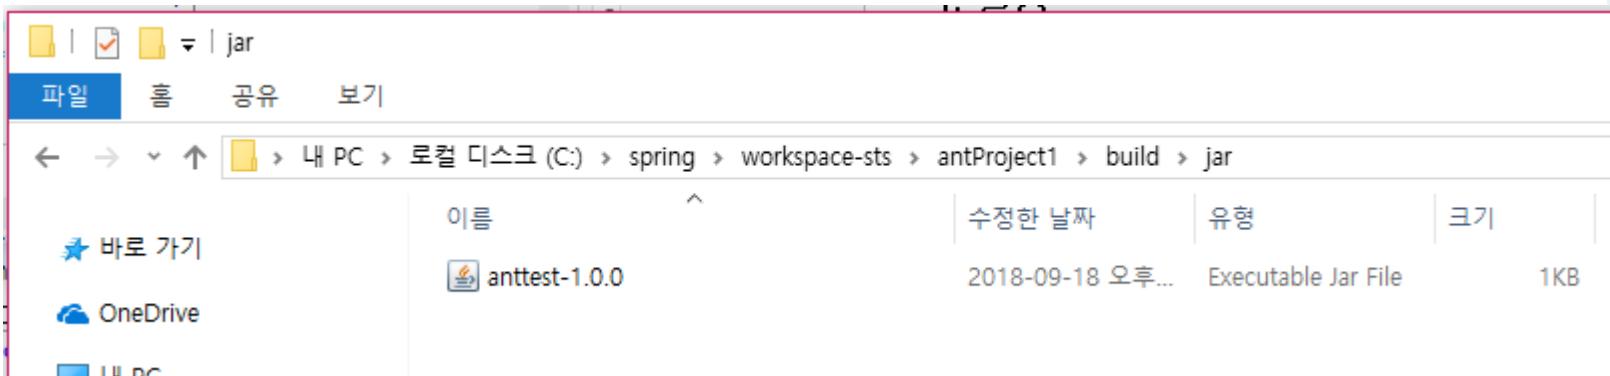 jar
파일 홈 공유 보기
내 PC > 로컬 디스크 (C:) > spring > workspace-sts > antProject1 > build > jar
이름 수정한 날짜 유형 크기
바로 가기
anttest-1.0.0 2018-09-18 오후... Executable Jar File 1KB
OneDrive
내 PC